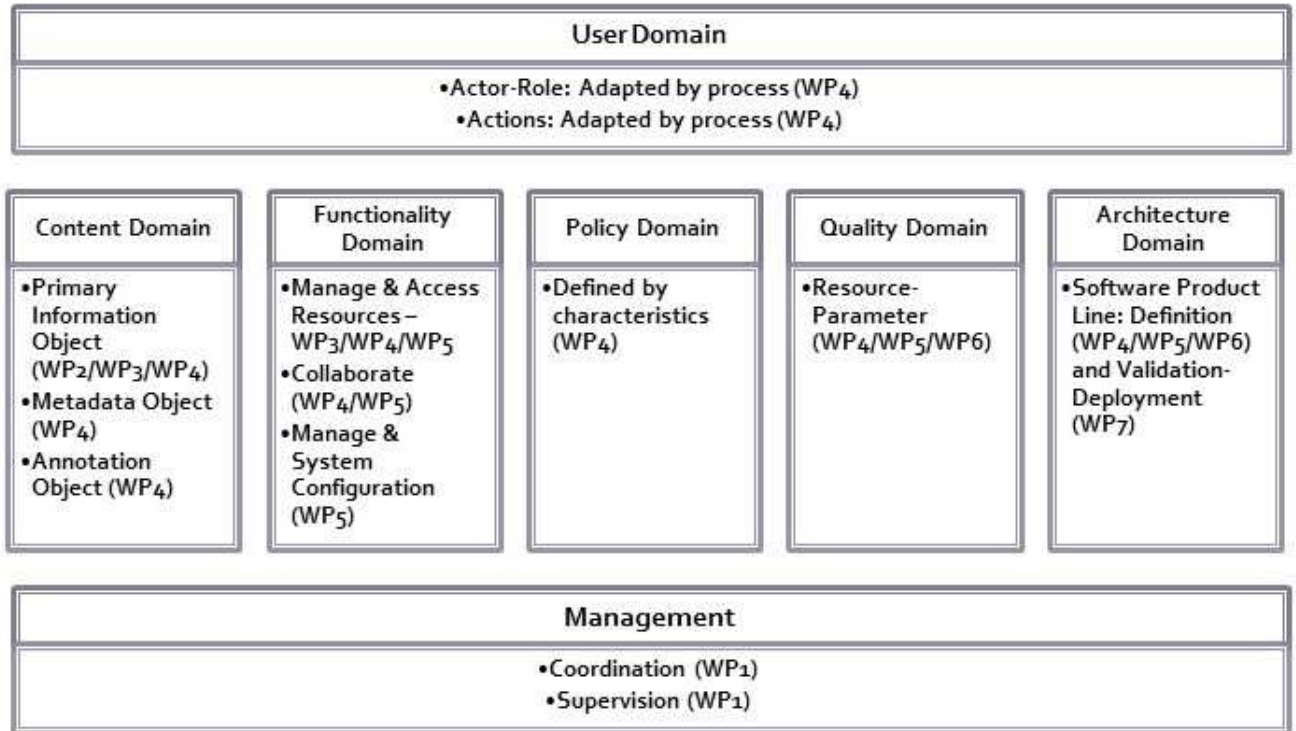 User Domain
•Actor-Role: Adapted by process (WP4)
•Actions: Adapted by process (WP4)
Content Domain
•Primary
Information
Object
(WP2/WP3/WP4)
•Metadata Object
(WP4)
•Annotation
Object (WP4)
Functionality
Domain
•Manage & Access
Resources –
WP3/WP4/WP5
•Collaborate
(WP4/WP5)
•Manage &
System
Configuration
(WP5)
Policy Domain
•Defined by
characteristics
(WP4)
Quality Domain
•Resource-
Parameter
(WP4/WP5/WP6)
Architecture
Domain
•Software Product
Line: Definition
(WP4/WP5/WP6)
and Validation-
Deployment
(WP7)
Management
•Coordination (WP1)
•Supervision (WP1)